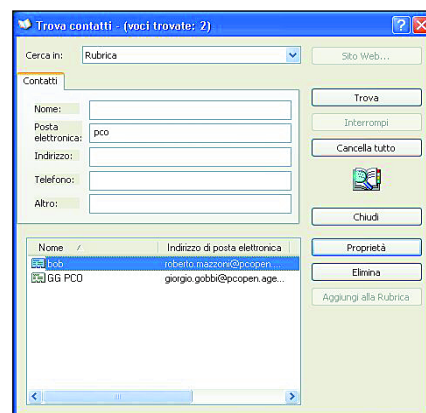 Trova contatti - (voci trovate: 2)
Cerca in: Rubrica
Sito Web...
Contatti
Nome:
Posta elettronica: pco
Indirizzo:
Telefono:
Altro:
Trova
Interrompi
Cancella tutto
Chiudi
Proprietà
Elimina
Aggiungi alla Rubrica
Nome Indirizzo di posta elettronica
bob roberto.mazzoni@pcopen....
GG PCO giorgio.gobbi@pcopen.age...